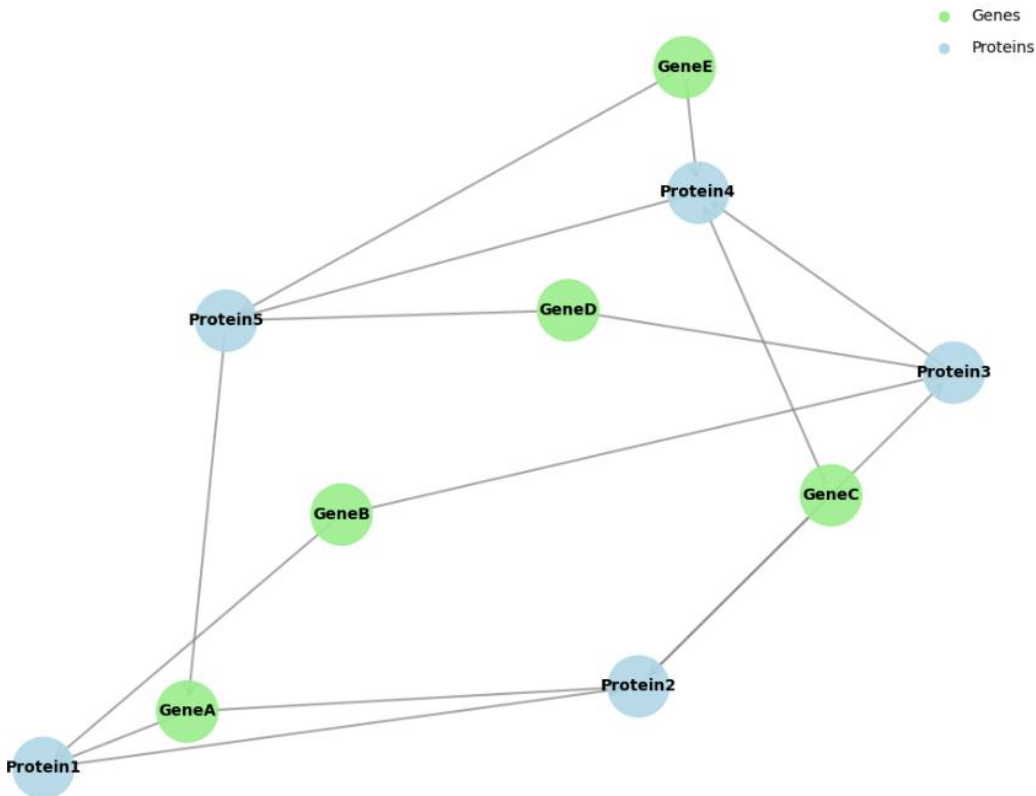 Genes
Proteins
GeneE
Protein4
GeneD
Protein5
Protein3
GeneC
GeneB
Protein2
GeneA
Protein1